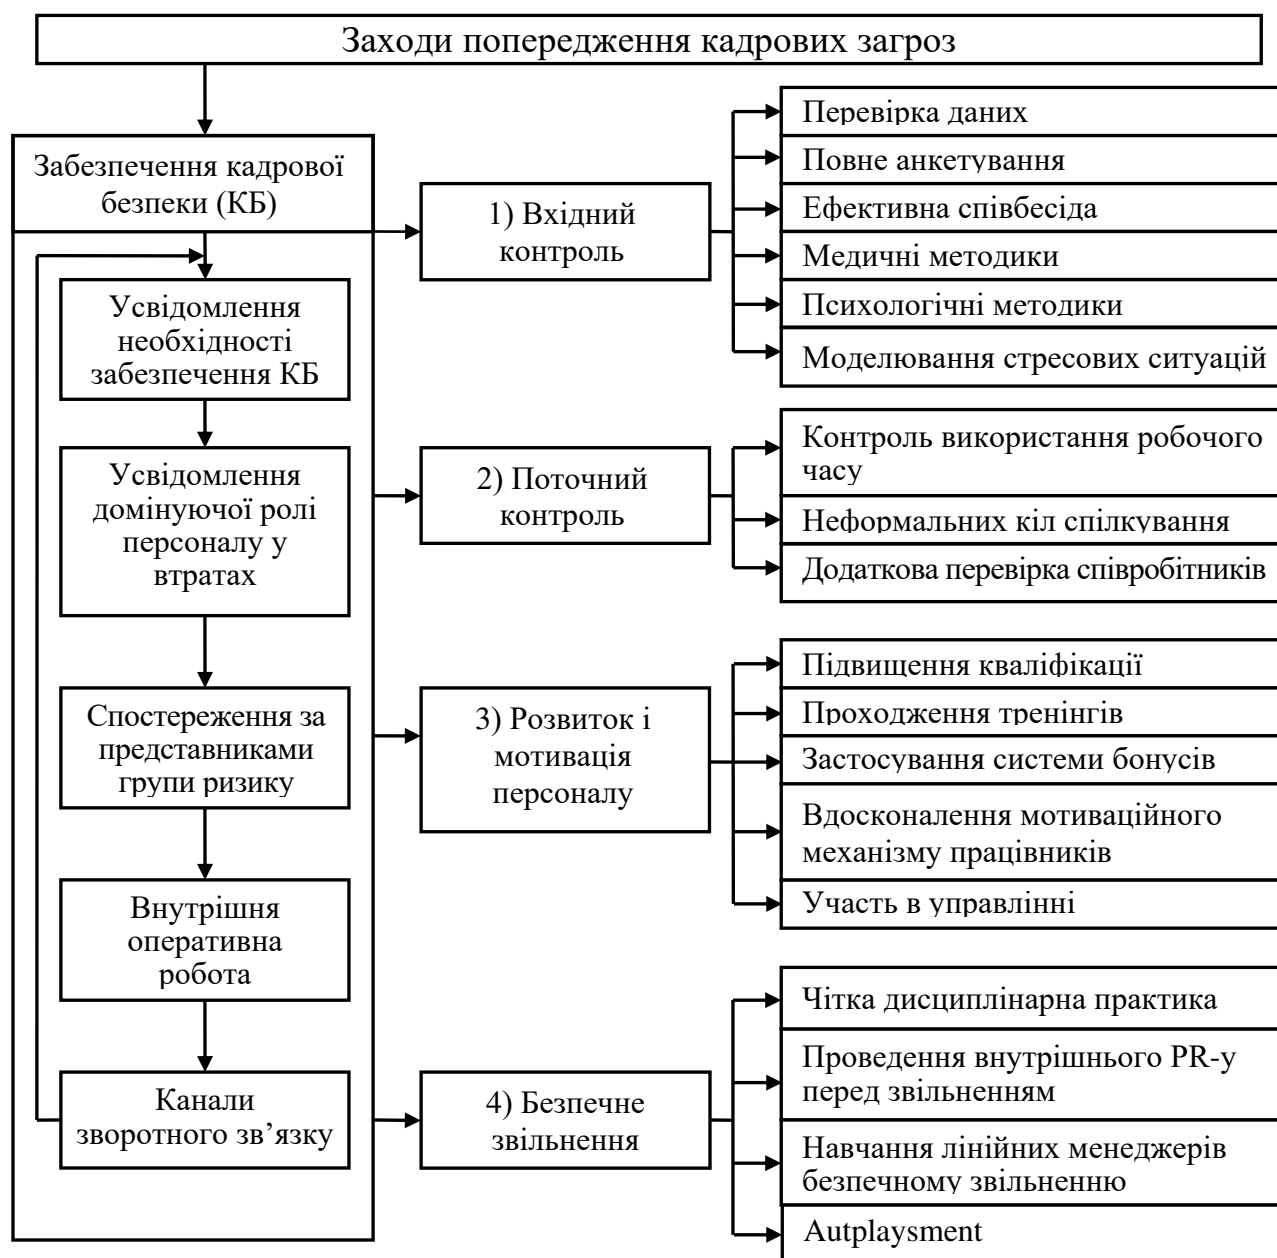 Заходи попередження кадрових загроз
Забезпечення кадрової
безпеки (КБ)
Усвідомлення
необхідності
забезпечення КБ
Усвідомлення
домінуючої ролі
персоналу у
втратах
Спостереження за
представниками
групи ризику
Внутрішня
оперативна
робота
Канали
зворотного зв’язку
1) Вхідний
контроль
Перевірка даних
Повне анкетування
Ефективна співбесіда
Медичні методики
Психологічні методики
Моделювання стресових ситуацій
2) Поточний
контроль
Контроль використання робочого
часу
Неформальних кіл спілкування
Додаткова перевірка співробітників
3) Розвиток і
мотивація
персоналу
Підвищення кваліфікації
Проходження тренінгів
Застосування системи бонусів
Вдосконалення мотиваційного
механізму працівників
Участь в управлінні
4) Безпечне
звільнення
Чітка дисциплінарна практика
Проведення внутрішнього PR-у
перед звільненням
Навчання лінійних менеджерів
безпечному звільненню
Autplaysment